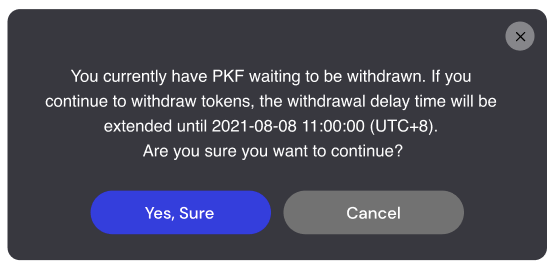 You currently have PKF waiting to be withdrawn. If you
continue to withdraw tokens, the withdrawal delay time will be
extended until 2021-08-08 11:00:00 (UTC+8).
Are you sure you want to continue?
Yes, Sure
Cancel